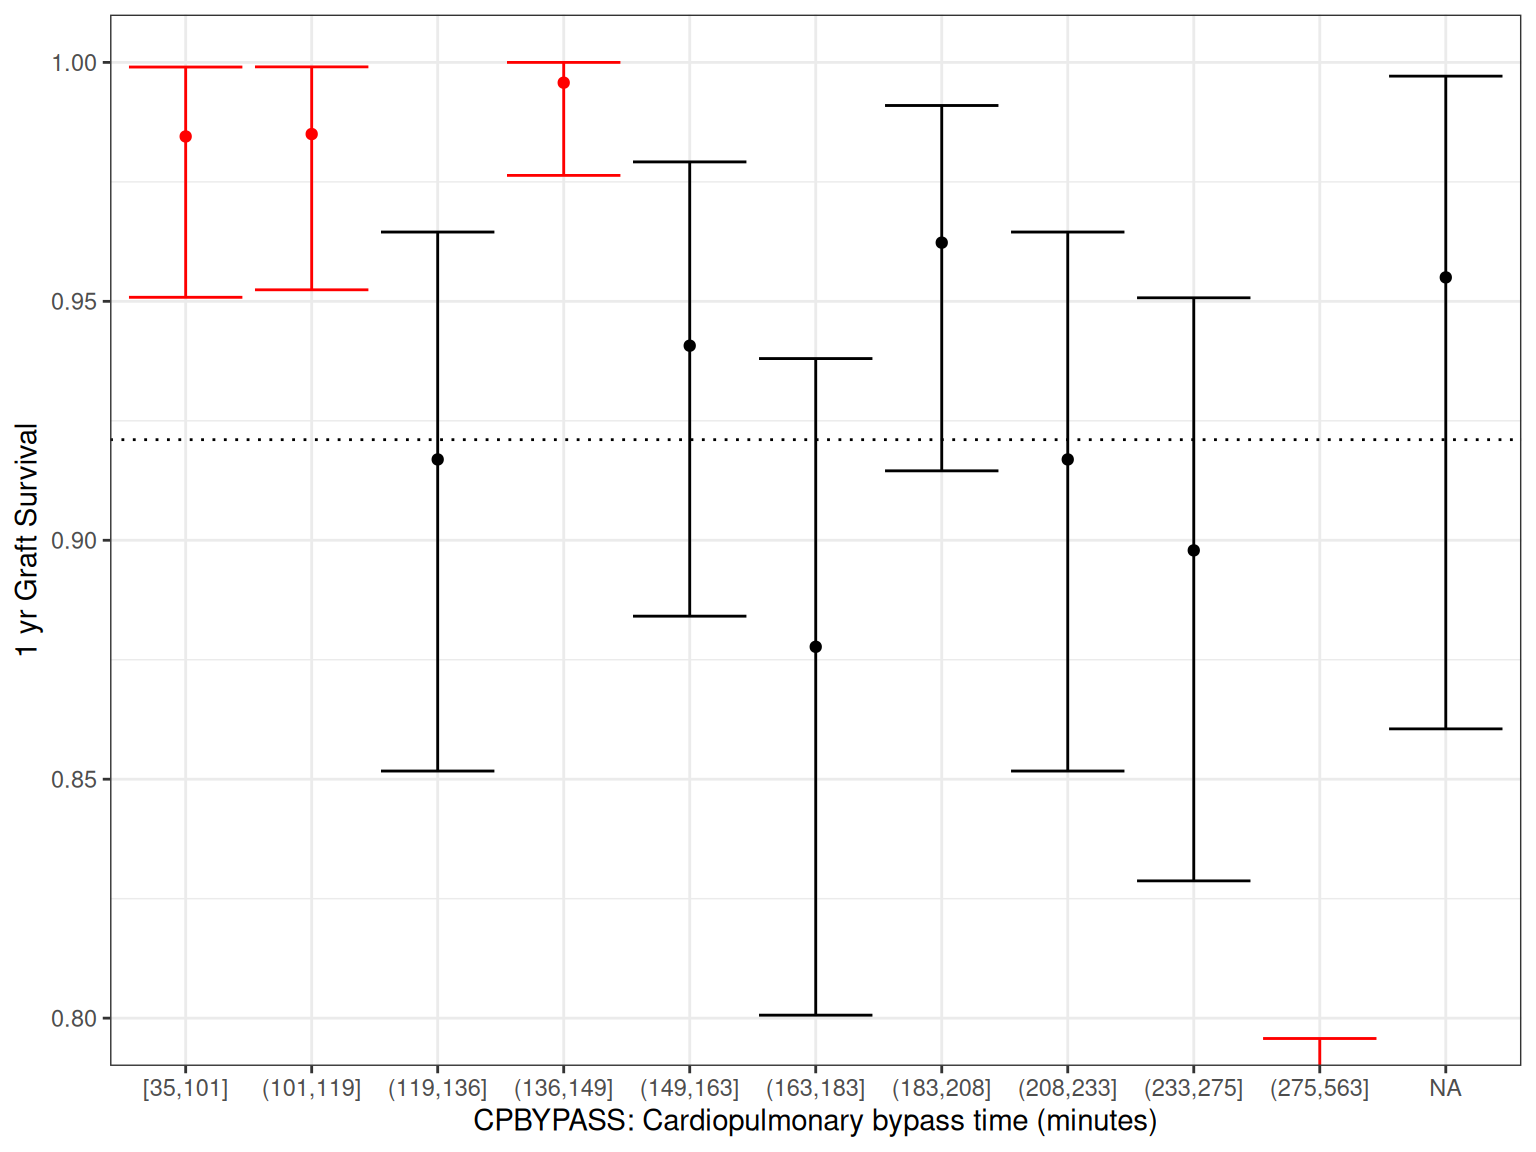 1.00
0.95
0.90
0.85
0.80
1 yr Graft Survival
[35,101] (101,119] (119,136] (136,149] (149,163] (163,183] (183,208] (208,233] (233,275] (275,563] NA
CPBYPASS: Cardiopulmonary bypass time (minutes)